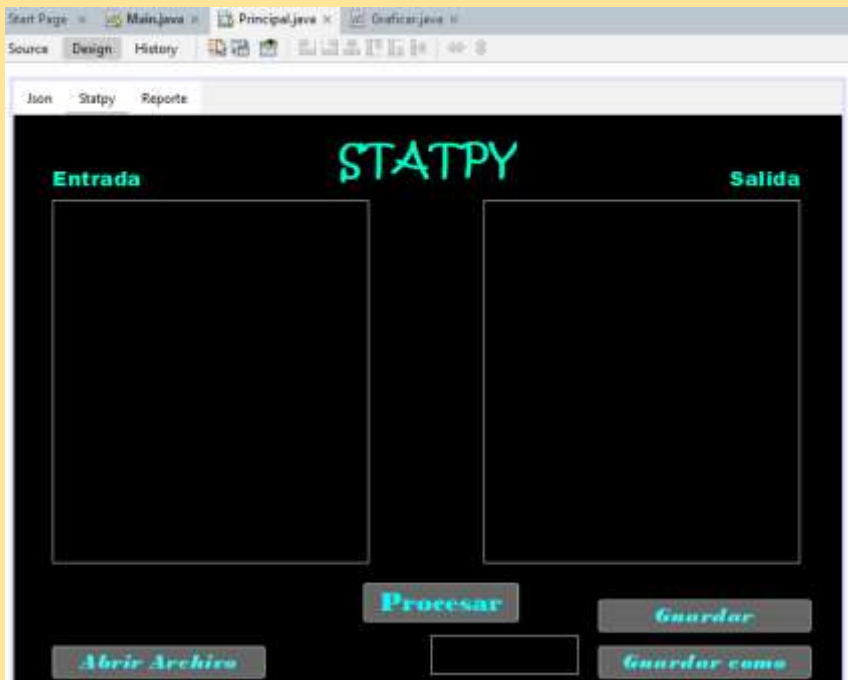 Start Page Main.java Principal.java Graficar.java
Source Design History
Json Statpy Reporte
STATPY
Entrada Salida
Procesar
Guardar
Abrir Archivo
Guardar como